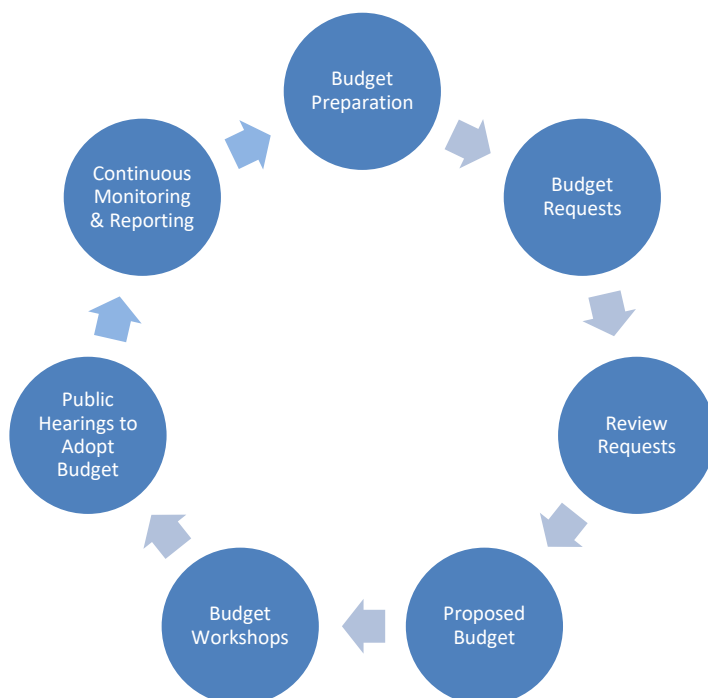 Budget
Preparation
Budget
Requests
Review
Requests
Proposed
Budget
Budget
Workshops
Public
Hearings to
Adopt
Budget
Continuous
Monitoring
& Reporting